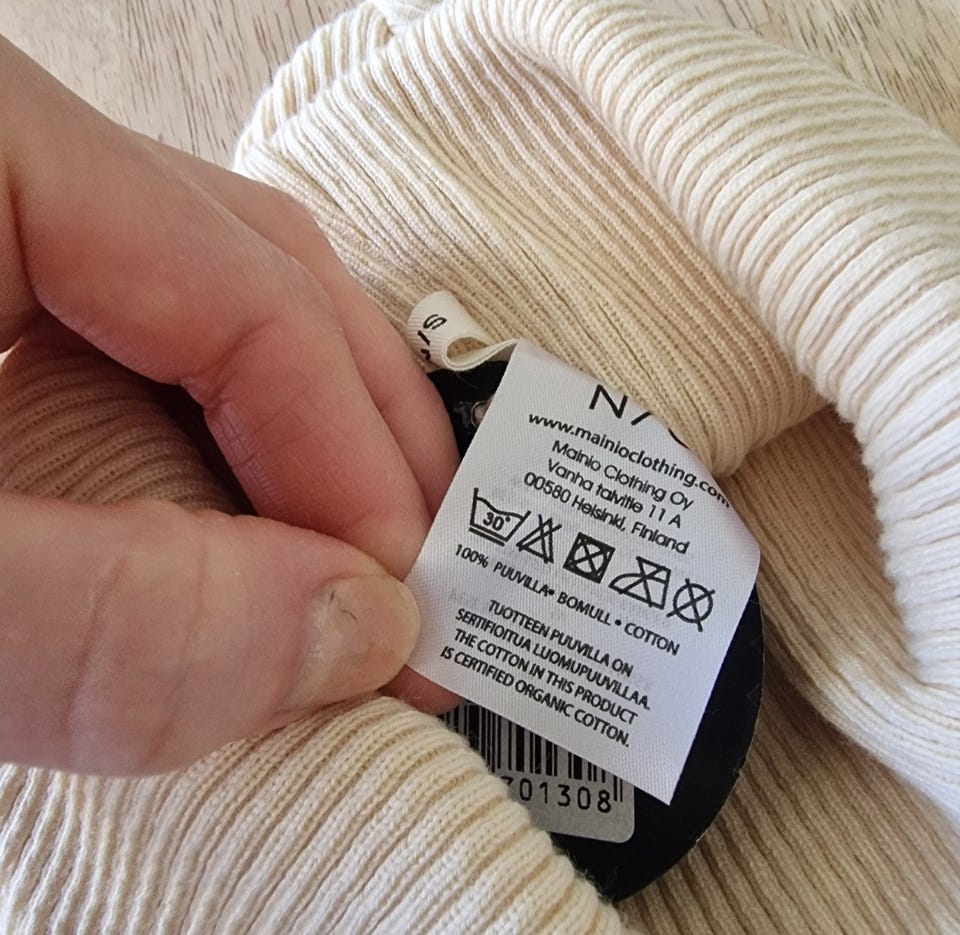 www.mainioclothing.com
Mainio Clothing Oy
Vanha talvitie 11 A
00580 Helsinki, Finland
30°
100% PUUVILLA • BOMULL • COTTON
TUOTTEEN PUUVILLA ON
SERTIFIOITUA LUOMUPUUVILLAA.
THE COTTON IN THIS PRODUCT
IS CERTIFIED ORGANIC COTTON.
701308